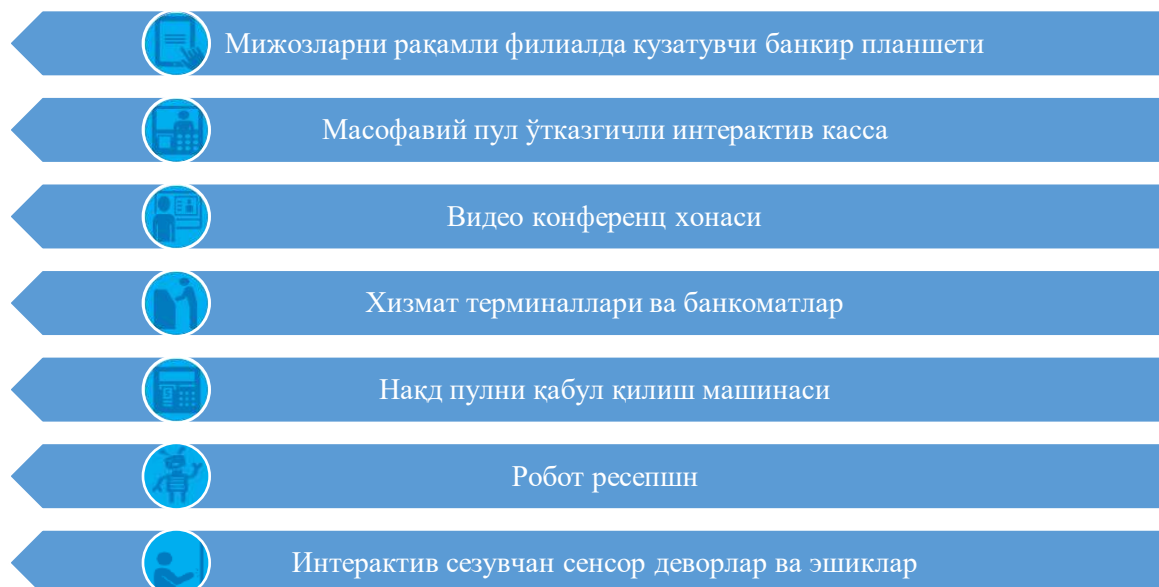 Мижозларни рақамли филиалда кузатувчи банкир планшети
Масофавий пул ўтказгичли интерактив касса
Видео конференц хонаси
Хизмат терминаллари ва банкоматлар
Нақд пулни қабул қилиш машинаси
Робот ресепшн
Интерактив сезувчан сенсор деворлар ва эшиклар